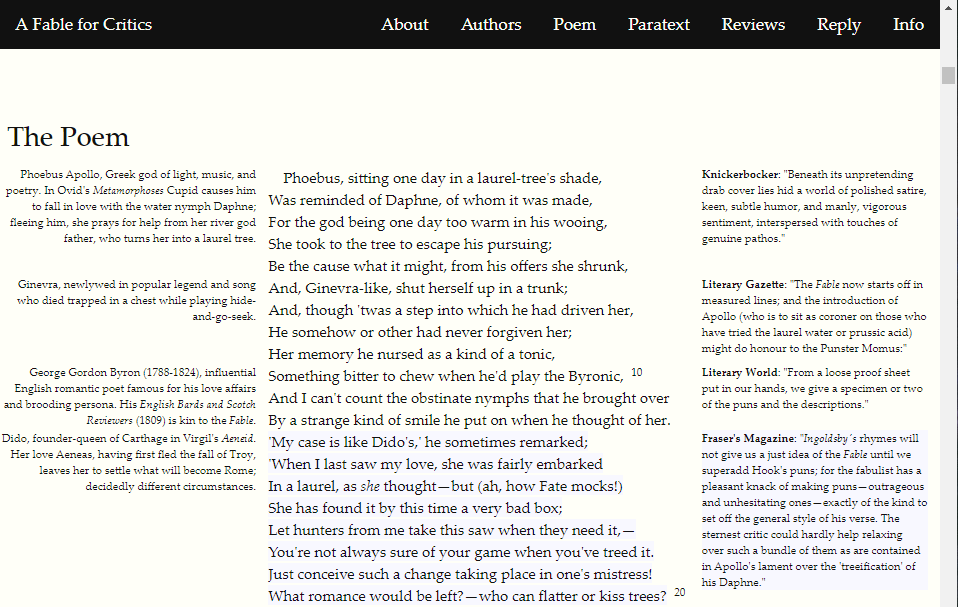 A Fable for Critics
About Authors Poem Paratext Reviews Reply Info
The Poem
Phoebus Apollo, Greek god of light, music, and
poetry. In Ovid's Metamorphoses Cupid causes him
to fall in love with the water nymph Daphne;
fleeing him, she prays for help from her river god
father, who turns her into a laurel tree.
Ginevra, newlywed in popular legend and song
who died trapped in a chest while playing hide-
and-go-seek.
George Gordon Byron (1788-1824), influential
English romantic poet famous for his love affairs
and brooding persona. His English Bards and Scotch
Reviewers (1809) is kin to the Fable.
Dido, founder-queen of Carthage in Virgil's Aeneid.
Her love Aeneas, having first fled the fall of Troy,
leaves her to settle what will become Rome;
decidedly different circumstances.
Phoebus, sitting one day in a laurel-tree's shade,
Was reminded of Daphne, of whom it was made,
For the god being one day too warm in his wooing,
She took to the tree to escape his pursuing;
Be the cause what it might, from his offers she shrunk,
And, Ginevra-like, shut herself up in a trunk;
And, though 'twas a step into which he had driven her,
He somehow or other had never forgiven her;
Her memory he nursed as a kind of a tonic,
Something bitter to chew when he'd play the Byronic, 10
And I can't count the obstinate nymphs that he brought over
By a strange kind of smile he put on when he thought of her.
'My case is like Dido's,' he sometimes remarked;
'When I last saw my love, she was fairly embarked
In a laurel, as she thought—but (ah, how Fate mocks!)
She has found it by this time a very bad box;
Let hunters from me take this saw when they need it,—
You're not always sure of your game when you've treed it.
Just conceive such a change taking place in one's mistress!
What romance would be left?—who can flatter or kiss trees? 20
Knickerbocker: "Beneath its unpretending
drab cover lies hid a world of polished satire,
keen, subtle humor, and manly, vigorous
sentiment, interspersed with touches of
genuine pathos."
Literary Gazette: "The Fable now starts off in
measured lines; and the introduction of
Apollo (who is to sit as coroner on those who
have tried the laurel water or prussic acid)
might do honour to the Punster Momus:"
Literary World: "From a loose proof sheet
put in our hands, we give a specimen or two
of the puns and the descriptions."
Fraser's Magazine: "Ingoldsby´s rhymes will
not give us a just idea of the Fable until we
superadd Hook's puns; for the fabulist has a
pleasant knack of making puns—outrageous
and unhesitating ones—exactly of the kind to
set off the general style of his verse. The
sternest critic could hardly help relaxing
over such a bundle of them as are contained
in Apollo's lament over the 'treeification' of
his Daphne."